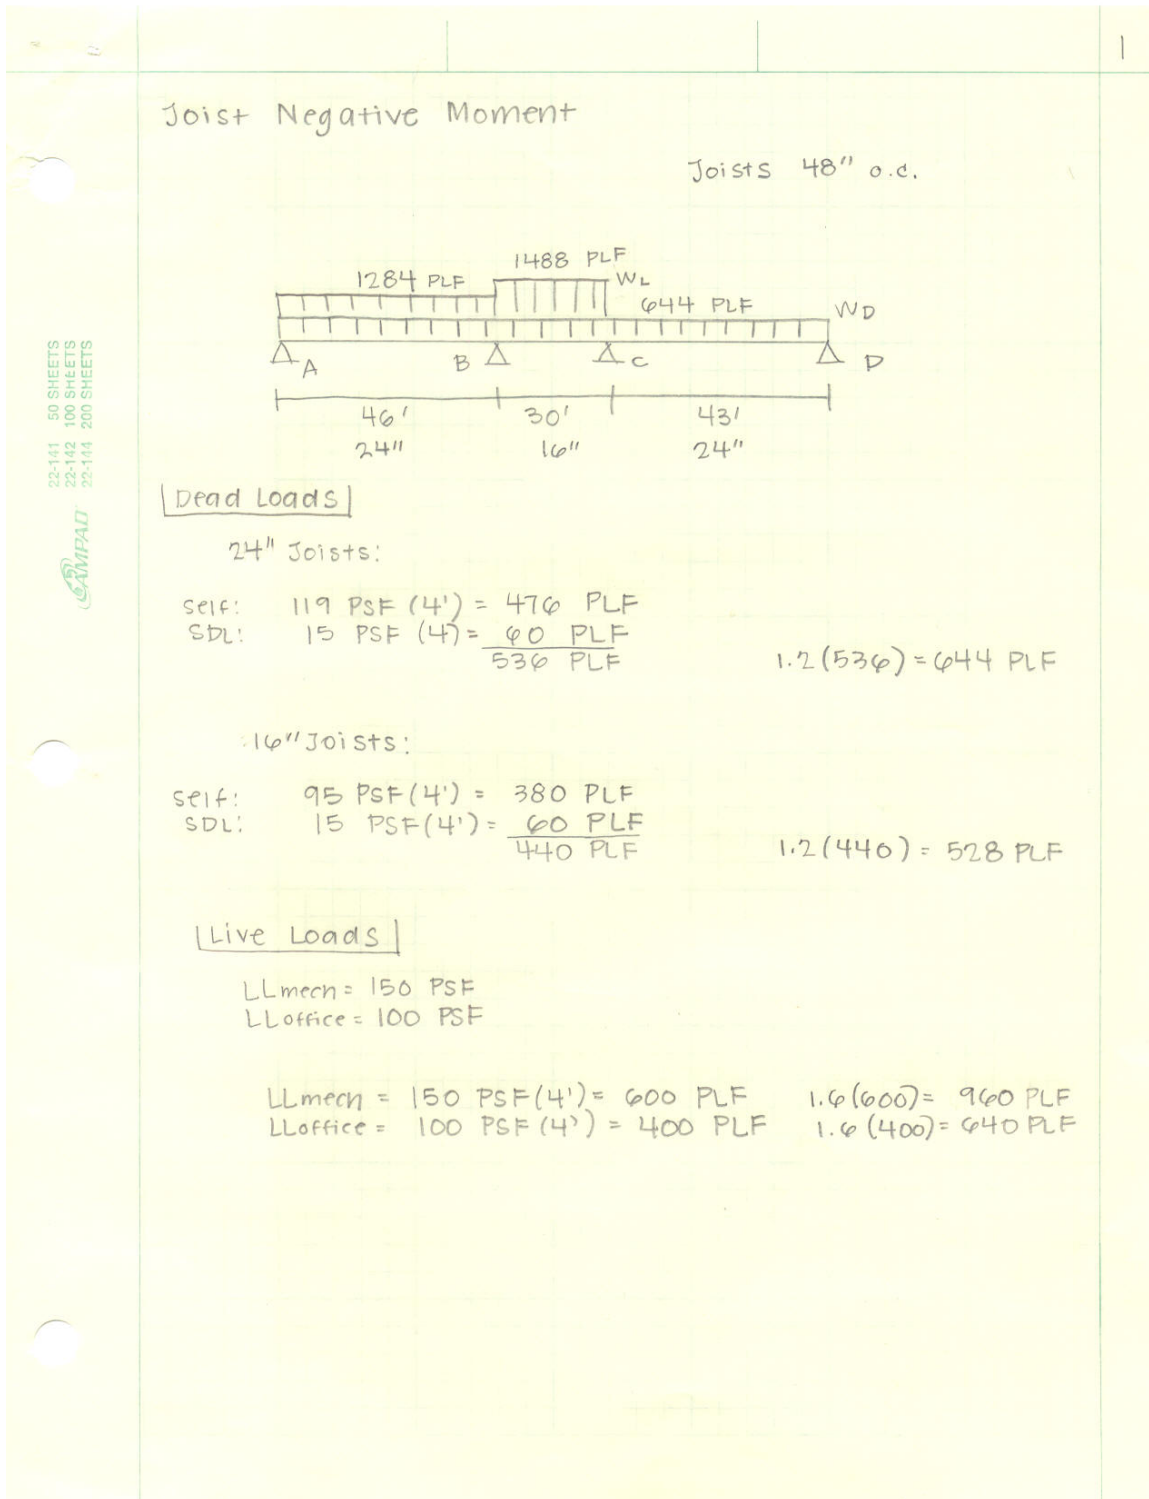 1
Joist Negative Moment
Joists 48" o.c.
1488 PLF
1284 PLF
WL
644 PLF
WD
A
B
C
D
46'
30'
43'
24"
16"
24"
Dead Loads
24" Joists:
Self: 119 PSF (4') = 476 PLF
SDL: 15 PSF (4') = 60 PLF
536 PLF 1.2(536) = 644 PLF
16" Joists:
Self: 95 PSF (4') = 380 PLF
SDL: 15 PSF (4') = 60 PLF
440 PLF 1.2(440) = 528 PLF
Live Loads
LLmech = 150 PSF
LLoffice = 100 PSF
LLmech = 150 PSF (4') = 600 PLF 1.6(600) = 960 PLF
LLoffice = 100 PSF (4') = 400 PLF 1.6(400) = 640 PLF
22-141 50 SHEETS
22-142 100 SHEETS
22-144 200 SHEETS
AMPAD